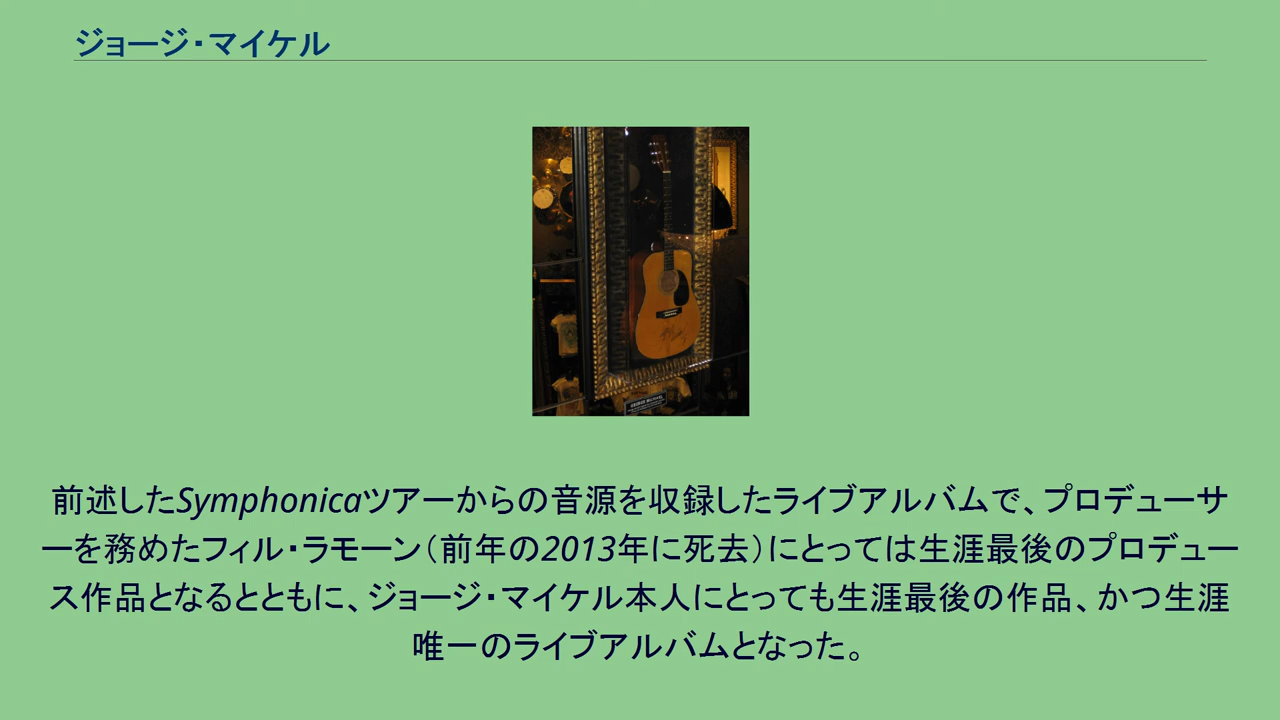 ジョージ・マイケル
GEORGE MICHAEL
前述したSymphonicaツアーからの音源を収録したライブアルバムで、プロデューサ
ーを務めたフィル・ラモーン（前年の2013年に死去）にとっては生涯最後のプロデュー
ス作品となるとともに、ジョージ・マイケル本人にとっても生涯最後の作品、かつ生涯
唯一のライブアルバムとなった。